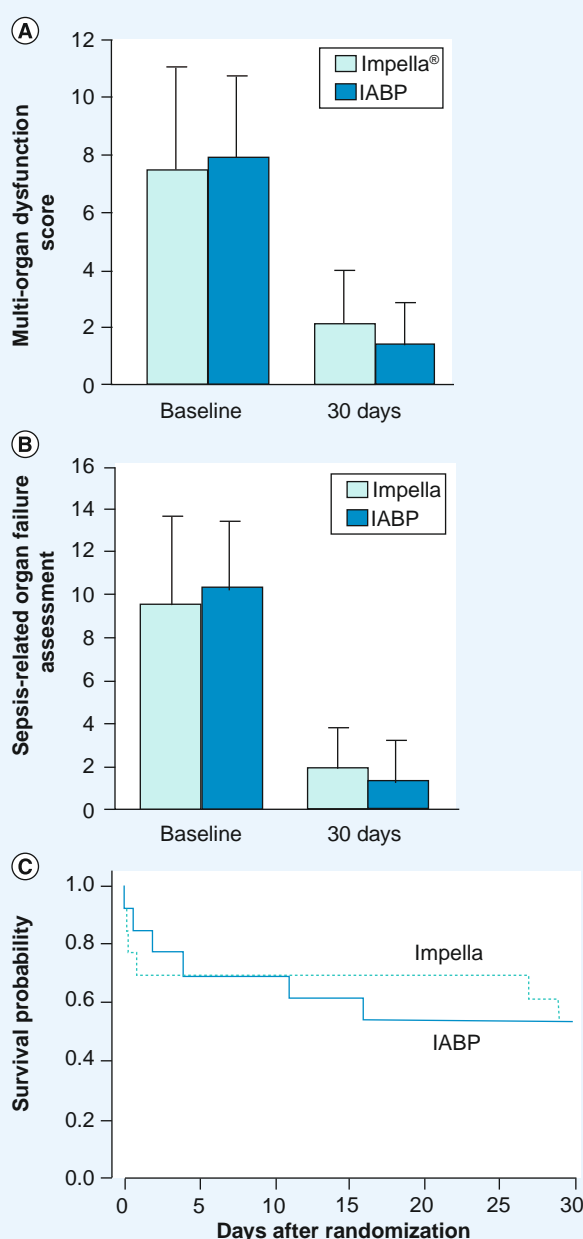 A
Multi-organ dysfunction
score
12
10
8
6
4
2
0
Impella®
IABP
Baseline 30 days
B
Sepsis-related organ failure
assessment
16
14
12
10
8
6
4
2
0
Impella
IABP
Baseline 30 days
C
Survival probability
1.0
0.8
0.6
0.4
0.2
0.0
Impella
IABP
0 5 10 15 20 25 30
Days after randomization